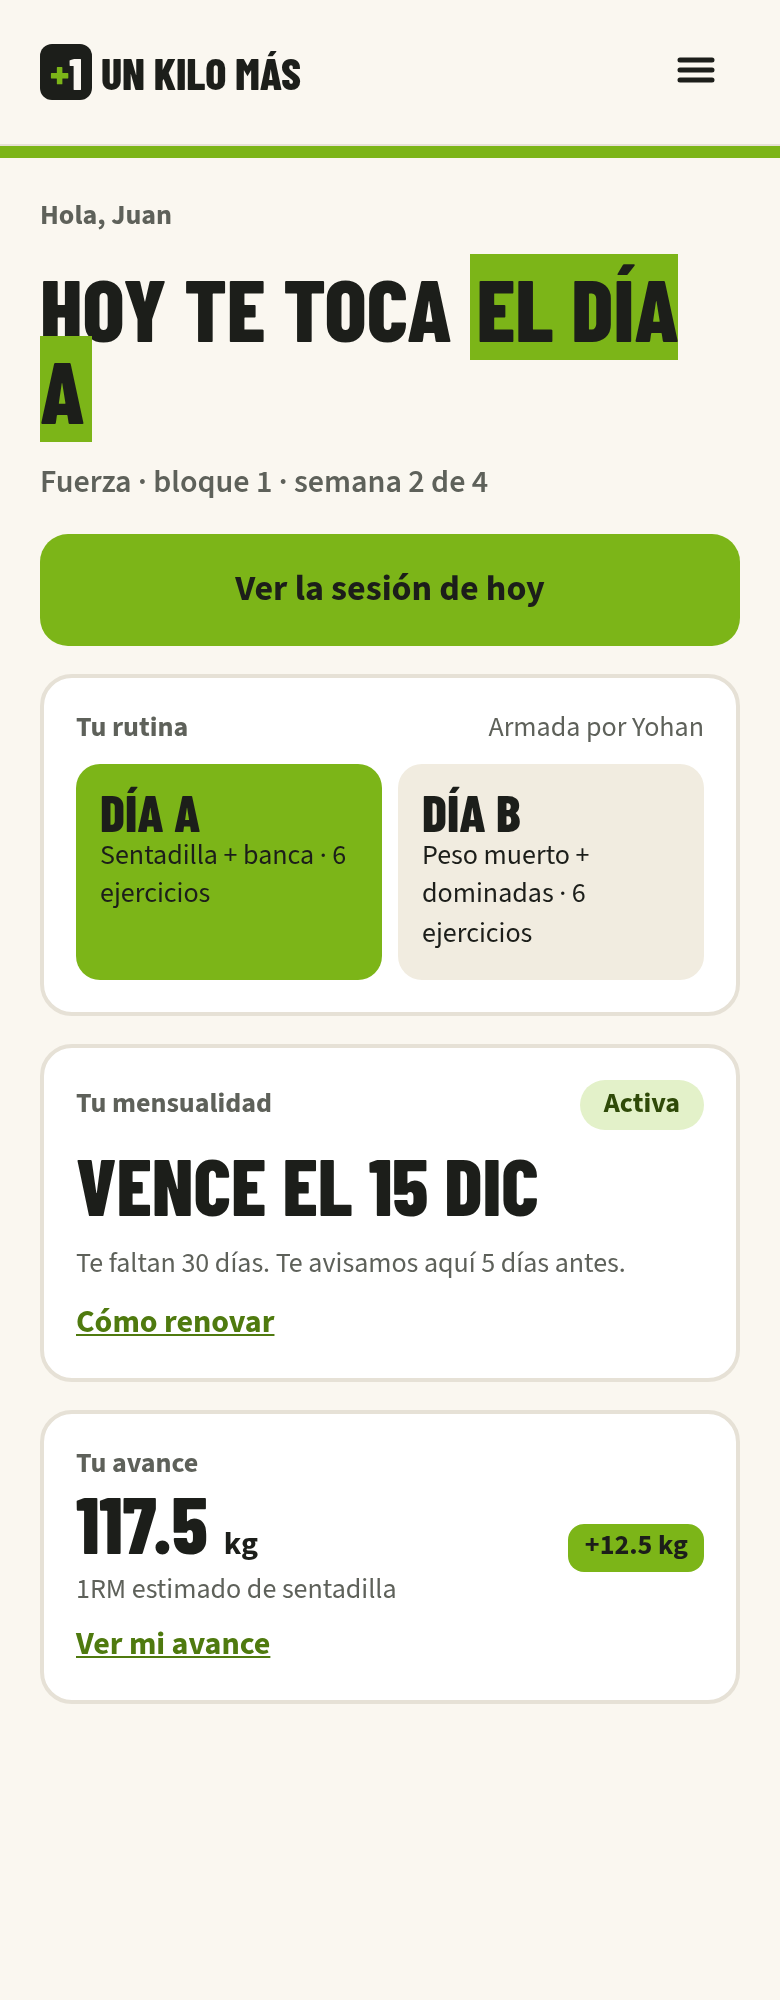 +1 UN KILO MÁS
Hola, Juan
HOY TE TOCA EL DÍA
A
Fuerza · bloque 1 · semana 2 de 4
Ver la sesión de hoy
Tu rutina
Armada por Yohan
DÍA A
Sentadilla + banca · 6
ejercicios
DÍA B
Peso muerto +
dominadas · 6
ejercicios
Tu mensualidad
Activa
VENCE EL 15 DIC
Te faltan 30 días. Te avisamos aquí 5 días antes.
Cómo renovar
Tu avance
117.5 kg
+12.5 kg
1RM estimado de sentadilla
Ver mi avance